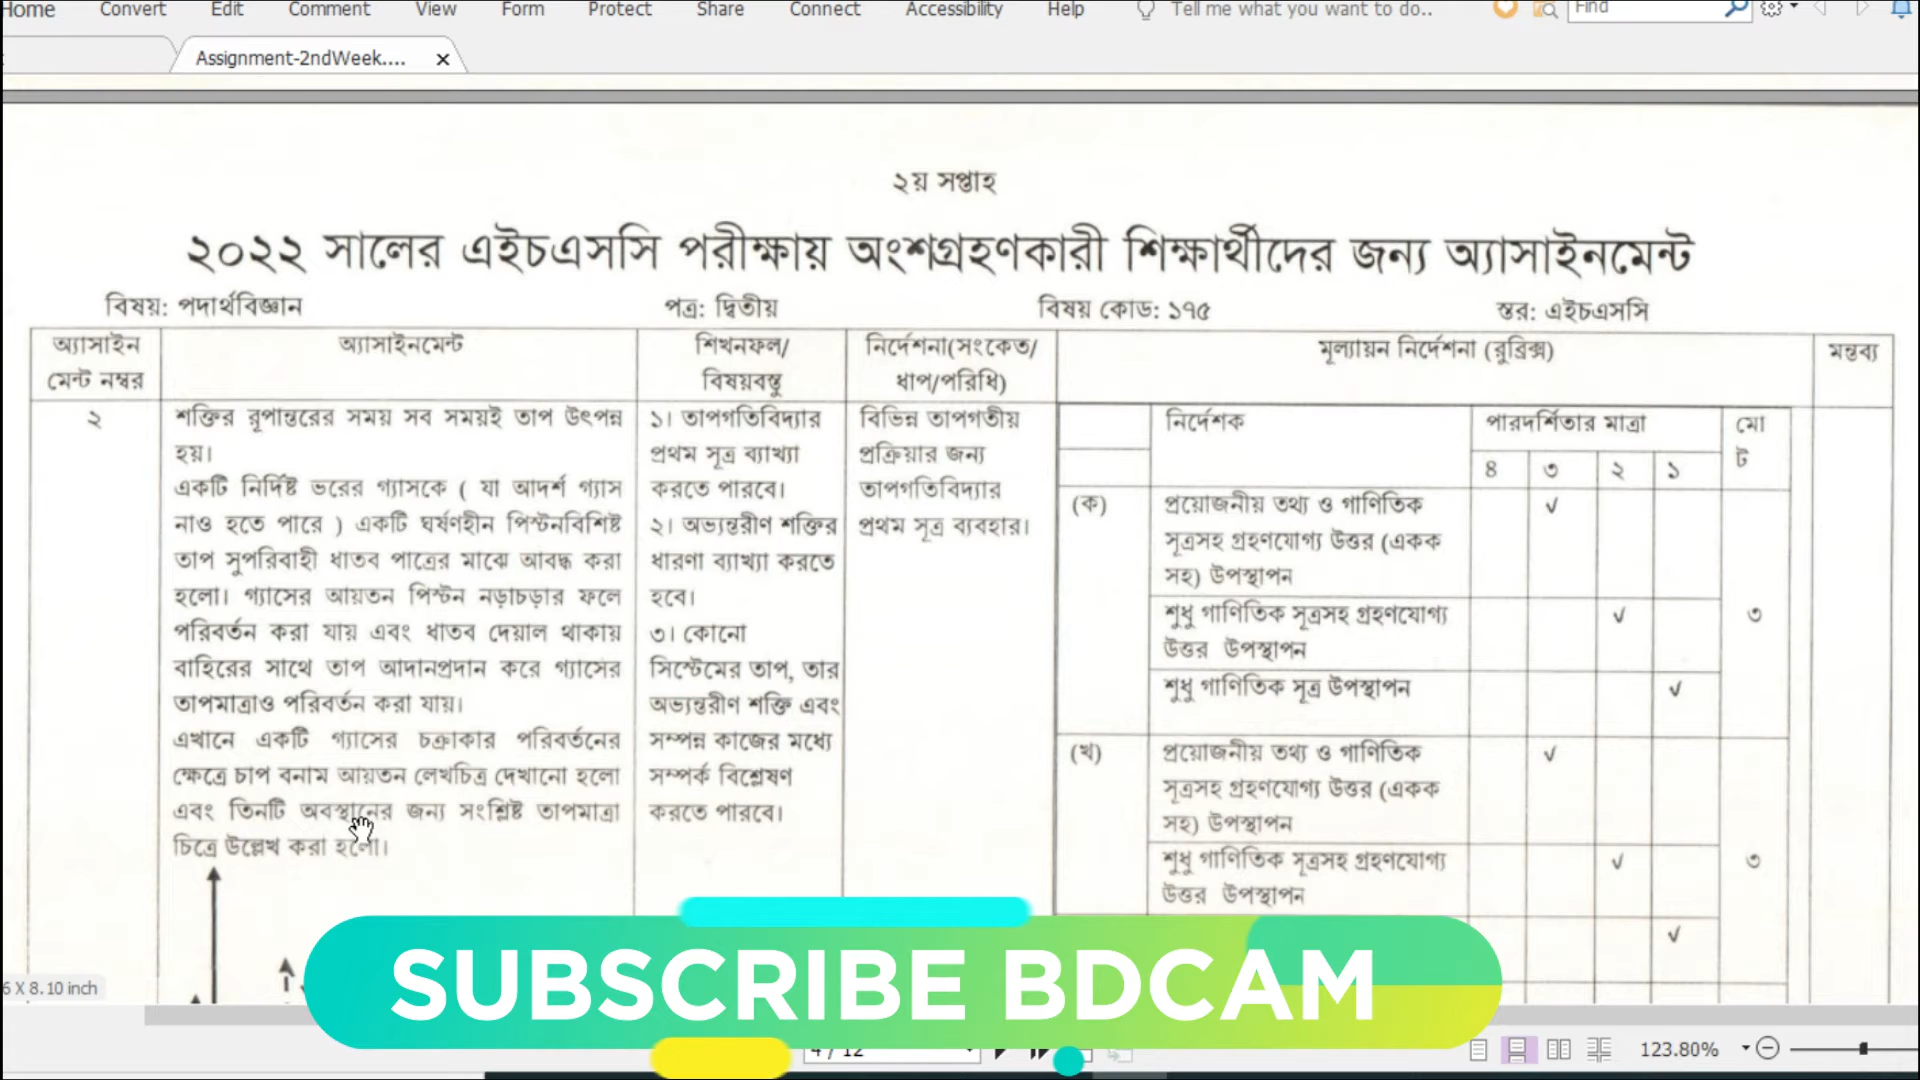 Home Convert Edit Comment View Form Protect Share Connect Accessibility Help Tell me what you want to do.. Find
Assignment-2ndWeek....
২য় সপ্তাহ
২০২২ সালের এইচএসসি পরীক্ষায় অংশগ্রহণকারী শিক্ষার্থীদের জন্য অ্যাসাইনমেন্ট
বিষয়: পদার্থবিজ্ঞান পত্র: দ্বিতীয় বিষয় কোড: ১৭৫ স্তর: এইচএসসি
অ্যাসাইন
মেন্ট নম্বর
অ্যাসাইনমেন্ট
শিখনফল/
বিষয়বস্তু
নির্দেশনা(সংকেত/
ধাপ/পরিধি)
মূল্যায়ন নির্দেশনা (রুব্রিক্স)
মন্তব্য
২
শক্তির রূপান্তরের সময় সব সময়ই তাপ উৎপন্ন
হয়।
একটি নির্দিষ্ট ভরের গ্যাসকে ( যা আদর্শ গ্যাস
নাও হতে পারে ) একটি ঘর্ষণহীন পিস্টনবিশিষ্ট
তাপ সুপরিবাহী ধাতব পাত্রের মাঝে আবদ্ধ করা
হলো। গ্যাসের আয়তন পিস্টন নড়াচড়ার ফলে
পরিবর্তন করা যায় এবং ধাতব দেয়াল থাকায়
বাহিরের সাথে তাপ আদানপ্রদান করে গ্যাসের
তাপমাত্রাও পরিবর্তন করা যায়।
এখানে একটি গ্যাসের চক্রাকার পরিবর্তনের
ক্ষেত্রে চাপ বনাম আয়তন লেখচিত্র দেখানো হলো
এবং তিনটি অবস্থানের জন্য সংশ্লিষ্ট তাপমাত্রা
চিত্রে উল্লেখ করা হলো।
১। তাপগতিবিদ্যার
প্রথম সূত্র ব্যাখ্যা
করতে পারবে।
২। অভ্যন্তরীণ শক্তির
ধারণা ব্যাখ্যা করতে
হবে।
৩। কোনো
সিস্টেমের তাপ, তার
অভ্যন্তরীণ শক্তি এবং
সম্পন্ন কাজের মধ্যে
সম্পর্ক বিশ্লেষণ
করতে পারবে।
বিভিন্ন তাপগতীয়
প্রক্রিয়ার জন্য
তাপগতিবিদ্যার
প্রথম সূত্র ব্যবহার।
নির্দেশক পারদর্শিতার মাত্রা মো
ট
৪ ৩ ২ ১
(ক) প্রয়োজনীয় তথ্য ও গাণিতিক √
সূত্রসহ গ্রহণযোগ্য উত্তর (একক
সহ) উপস্থাপন
শুধু গাণিতিক সূত্রসহ গ্রহণযোগ্য √ ৩
উত্তর উপস্থাপন
শুধু গাণিতিক সূত্র উপস্থাপন √
(খ) প্রয়োজনীয় তথ্য ও গাণিতিক √
সূত্রসহ গ্রহণযোগ্য উত্তর (একক
সহ) উপস্থাপন
শুধু গাণিতিক সূত্রসহ গ্রহণযোগ্য √ ৩
উত্তর উপস্থাপন
√
6 X 8.10 inch
SUBSCRIBE BDCAM
4 / 12
123.80%